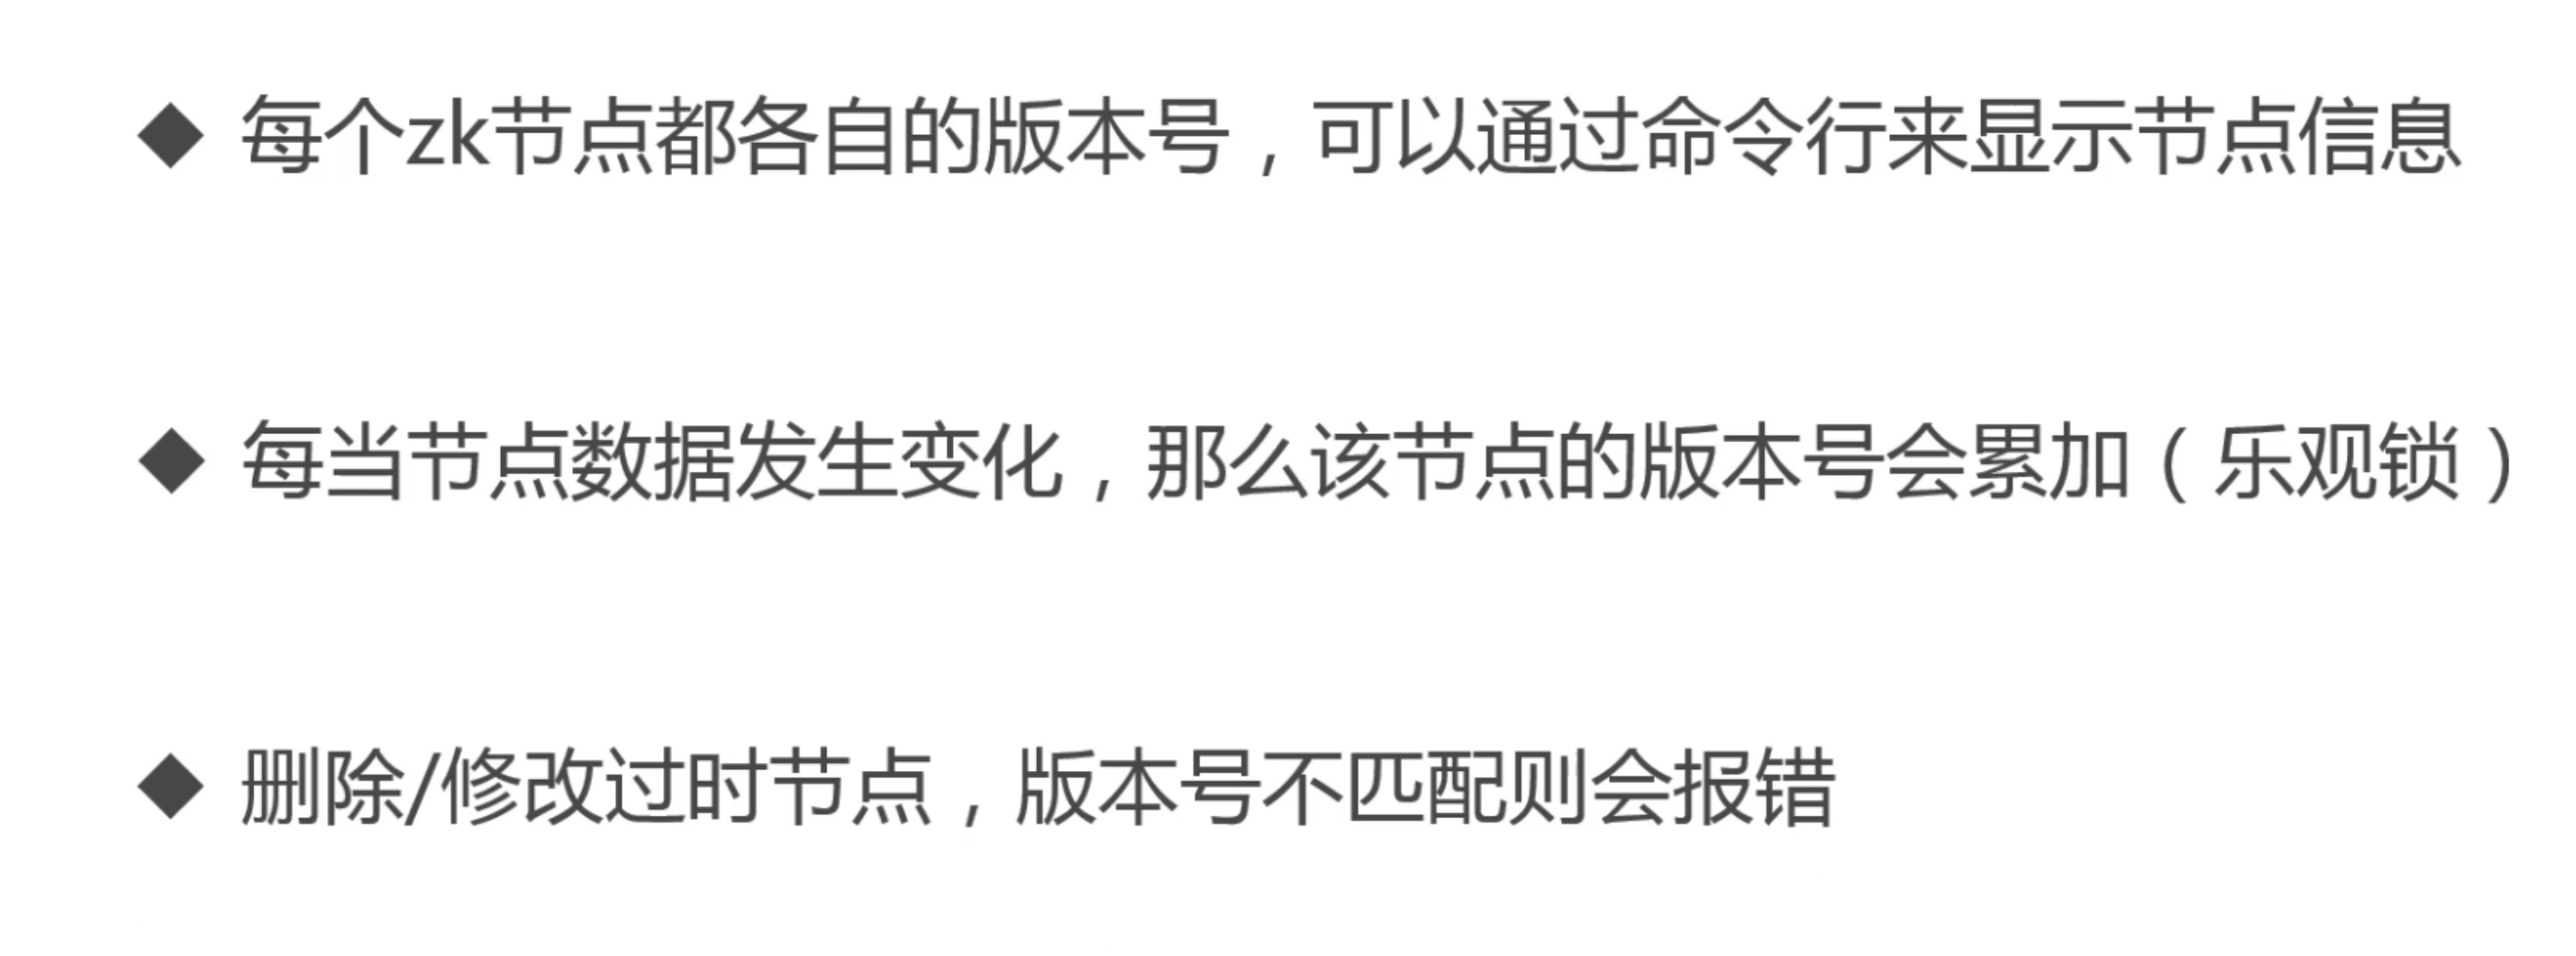 ◆ 每个zk节点都各自的版本号，可以通过命令行来显示节点信息
◆ 每当节点数据发生变化，那么该节点的版本号会累加（乐观锁）
◆ 删除/修改过时节点，版本号不匹配则会报错